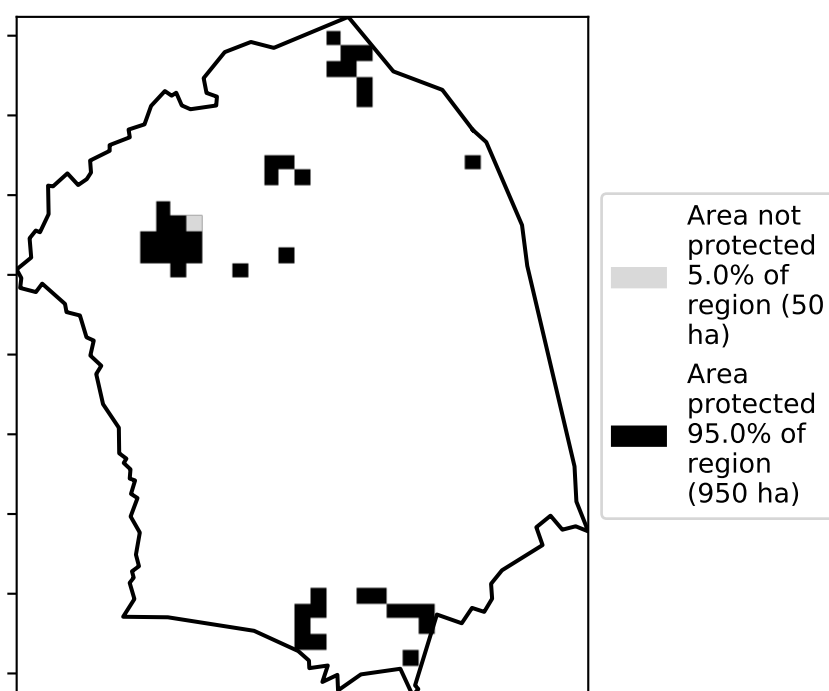 Area not
protected
5.0% of
region (50
ha)
Area
protected
95.0% of
region
(950 ha)